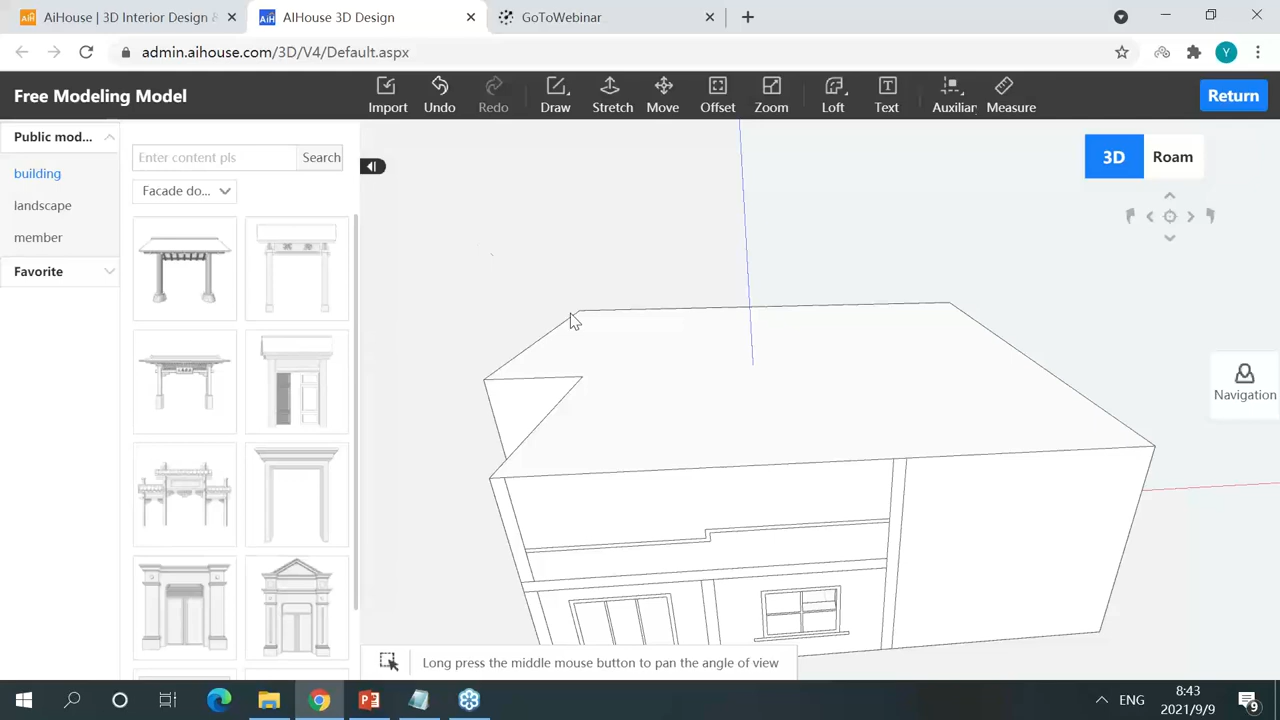 AiHouse | 3D Interior Design &
AIHouse 3D Design
GoToWebinar
admin.aihouse.com/3D/V4/Default.aspx
Y
Free Modeling Model
Import
Undo
Redo
Draw
Stretch
Move
Offset
Zoom
Loft
Text
Auxiliar
Measure
Return
Public mod...
building
landscape
member
Favorite
Enter content pls
Search
Facade do...
3D
Roam
Navigation
Long press the middle mouse button to pan the angle of view
ENG
8:43
2021/9/9
9